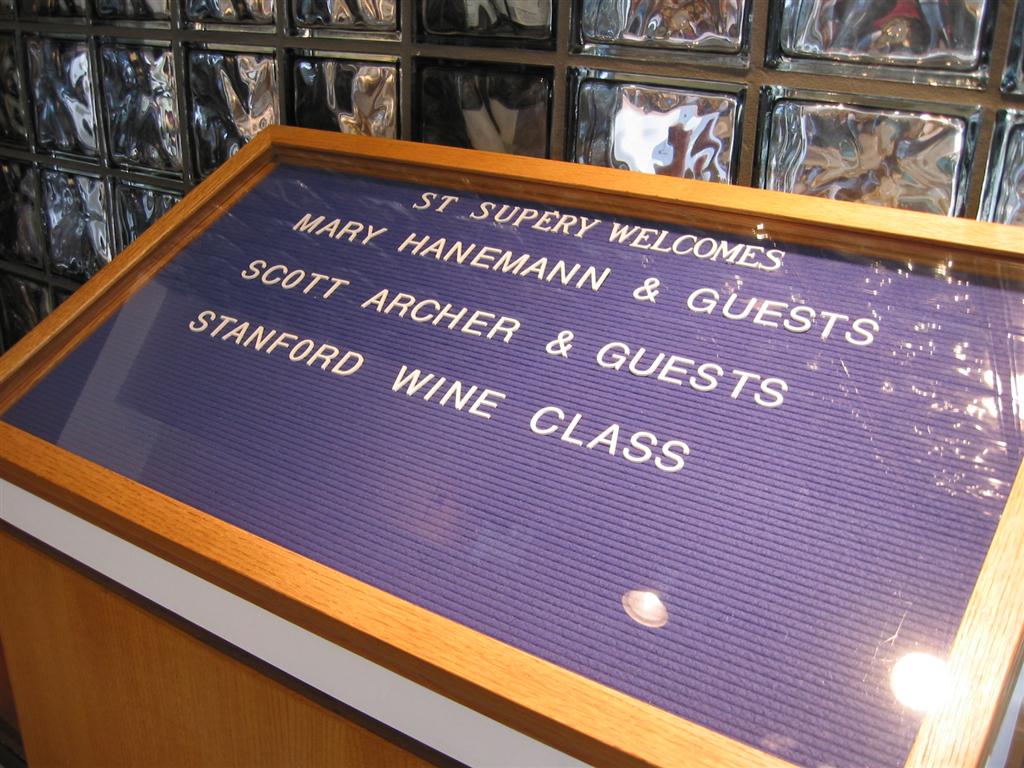 ST SUPERY WELCOMES
MARY HANEMANN & GUESTS
SCOTT ARCHER & GUESTS
STANFORD WINE CLASS